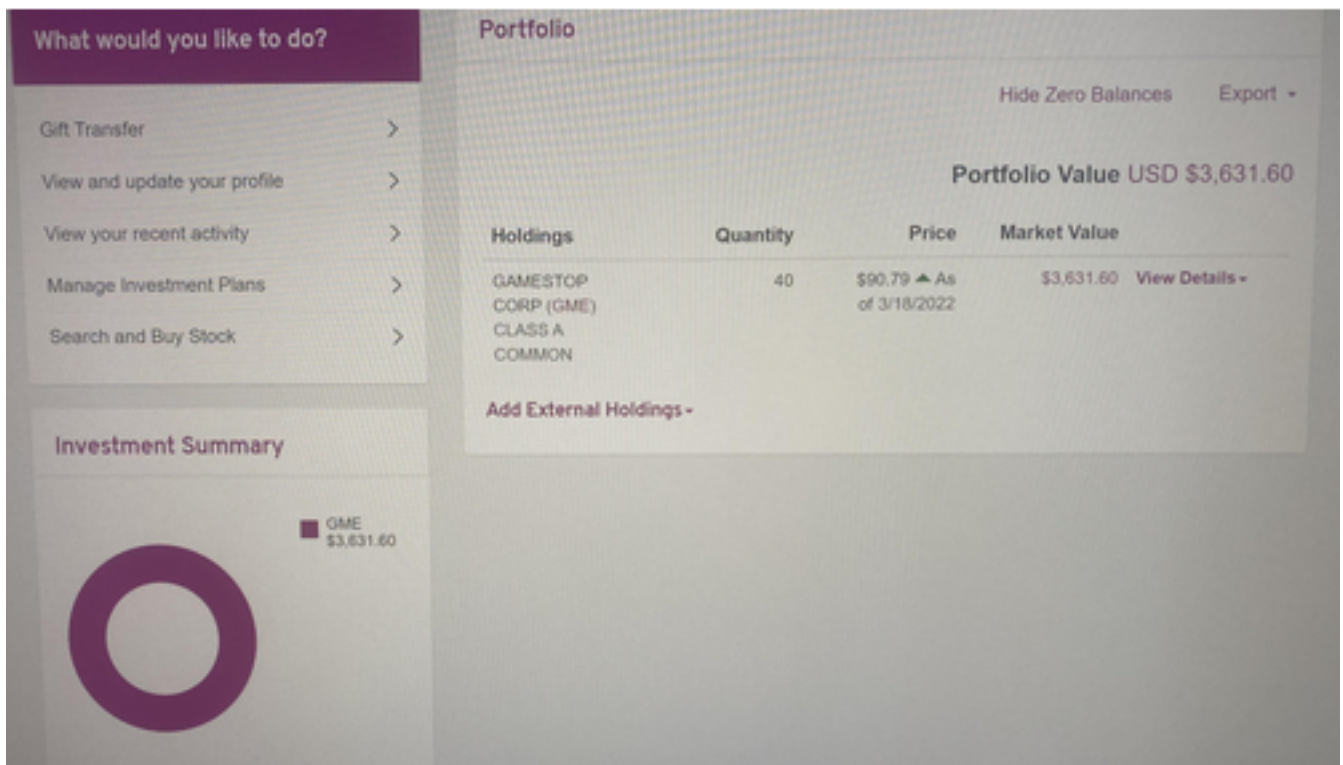 What would you like to do?
Gift Transfer
View and update your profile
View your recent activity
Manage Investment Plans
Search and Buy Stock
Investment Summary
GME
$3,631.60
Portfolio
Hide Zero Balances Export
Portfolio Value USD $3,631.60
Holdings Quantity Price Market Value
GAMESTOP 40 $90.79 ▲ As $3,631.60 View Details
CORP (GME) of 3/18/2022
CLASS A
COMMON
Add External Holdings